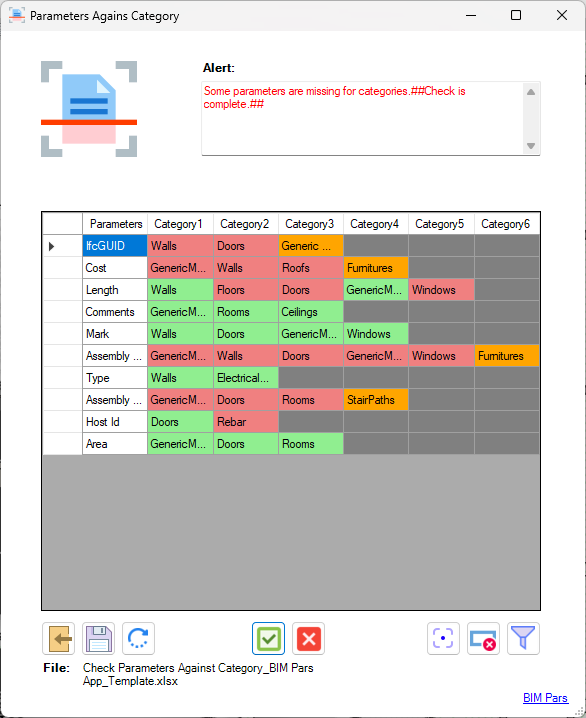 Parameters Agains Category
Alert:
Some parameters are missing for categories.##Check is
complete.##
Parameters Category1 Category2 Category3 Category4 Category5 Category6
IfcGUID Walls Doors Generic ...
Cost GenericM... Walls Roofs Furnitures
Length Walls Floors Doors GenericM... Windows
Comments GenericM... Rooms Ceilings
Mark Walls Doors GenericM... Windows
Assembly ... GenericM... Walls Doors GenericM... Windows Furnitures
Type Walls Electrical...
Assembly ... GenericM... Doors Rooms StairPaths
Host Id Doors Rebar
Area GenericM... Doors Rooms
File: Check Parameters Against Category_BIM Pars
App_Template.xlsx
BIM Pars